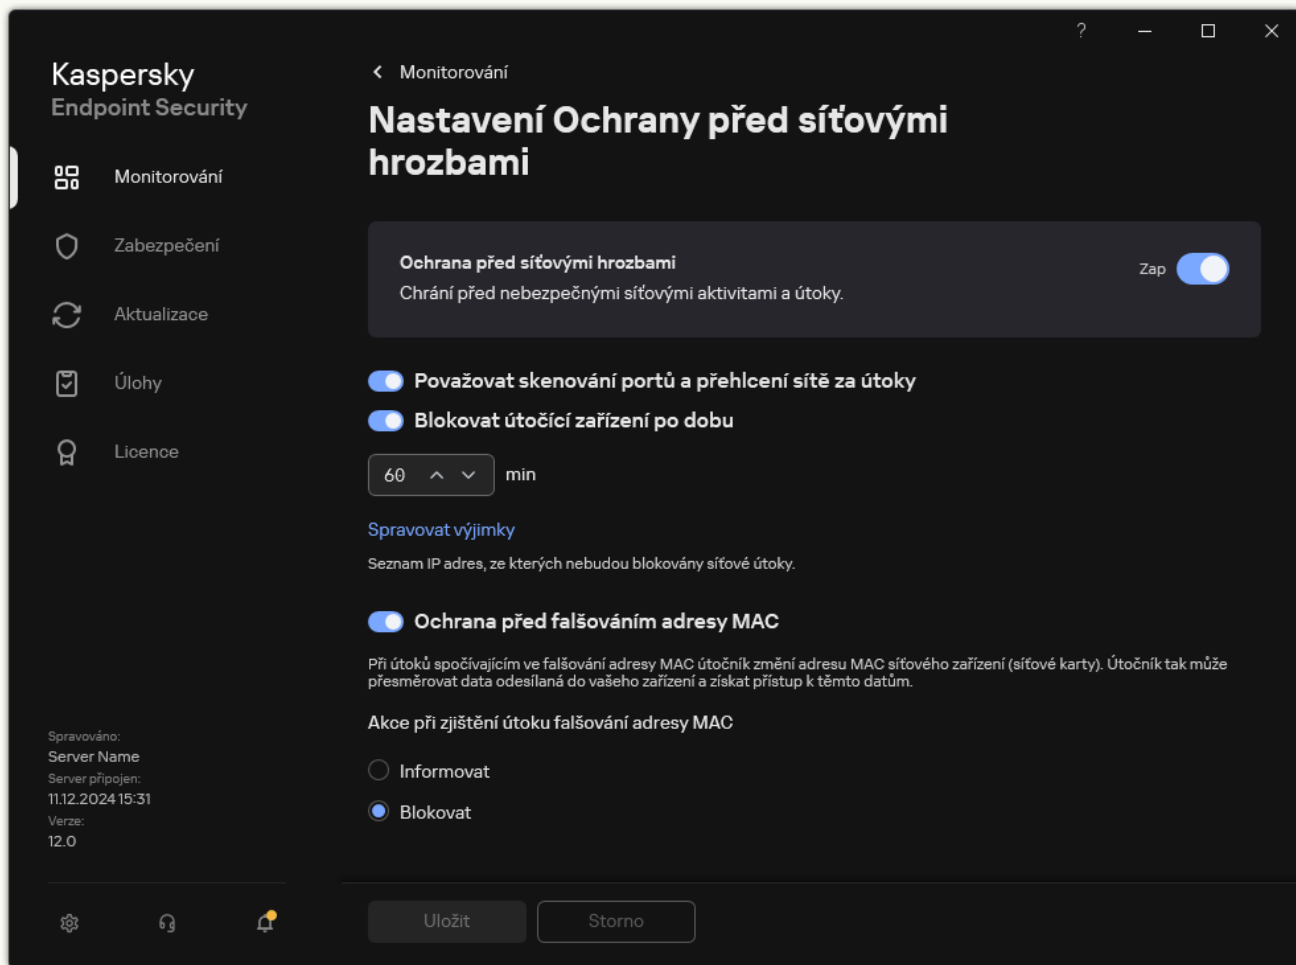 ?
Kaspersky
Endpoint Security
Monitorování
Zabezpečení
Aktualizace
Úlohy
Licence
Spravováno:
Server Name
Server připojen:
11.12.2024 15:31
Verze:
12.0
Monitorování
Nastavení Ochrany před síťovými
hrozbami
Ochrana před síťovými hrozbami
Chrání před nebezpečnými síťovými aktivitami a útoky.
Zap
Považovat skenování portů a přehlcení sítě za útoky
Blokovat útočící zařízení po dobu
60 min
Spravovat výjimky
Seznam IP adres, ze kterých nebudou blokovány síťové útoky.
Ochrana před falšováním adresy MAC
Při útoků spočívajícím ve falšování adresy MAC útočník změní adresu MAC síťového zařízení (síťové karty). Útočník tak může
přesměrovat data odesílaná do vašeho zařízení a získat přístup k těmto datům.
Akce při zjištění útoku falšování adresy MAC
Informovat
Blokovat
Uložit
Storno